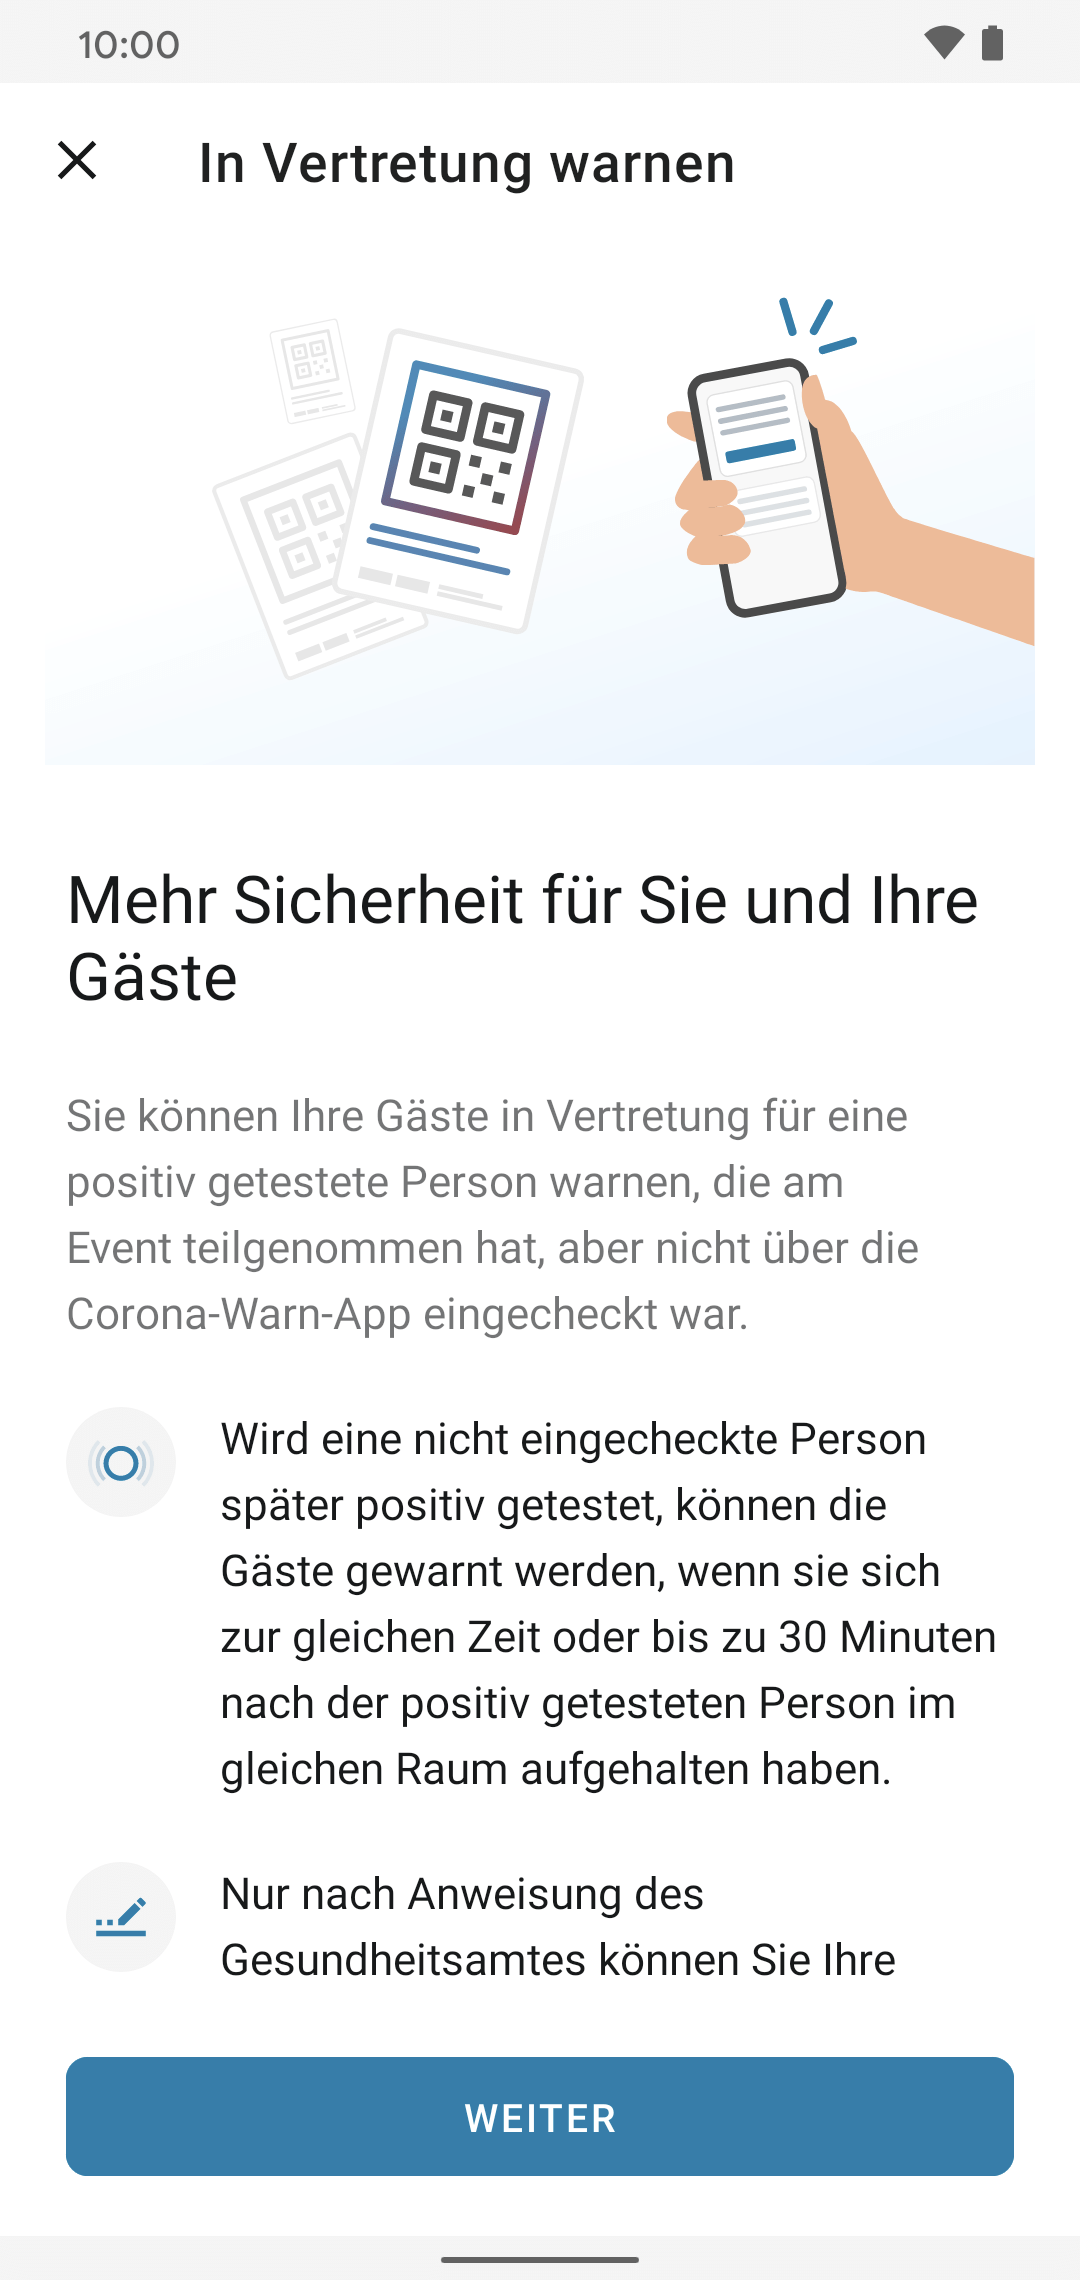 10:00
In Vertretung warnen
Mehr Sicherheit für Sie und Ihre
Gäste
Sie können Ihre Gäste in Vertretung für eine
positiv getestete Person warnen, die am
Event teilgenommen hat, aber nicht über die
Corona-Warn-App eingecheckt war.
Wird eine nicht eingecheckte Person
später positiv getestet, können die
Gäste gewarnt werden, wenn sie sich
zur gleichen Zeit oder bis zu 30 Minuten
nach der positiv getesteten Person im
gleichen Raum aufgehalten haben.
Nur nach Anweisung des
Gesundheitsamtes können Sie Ihre
WEITER